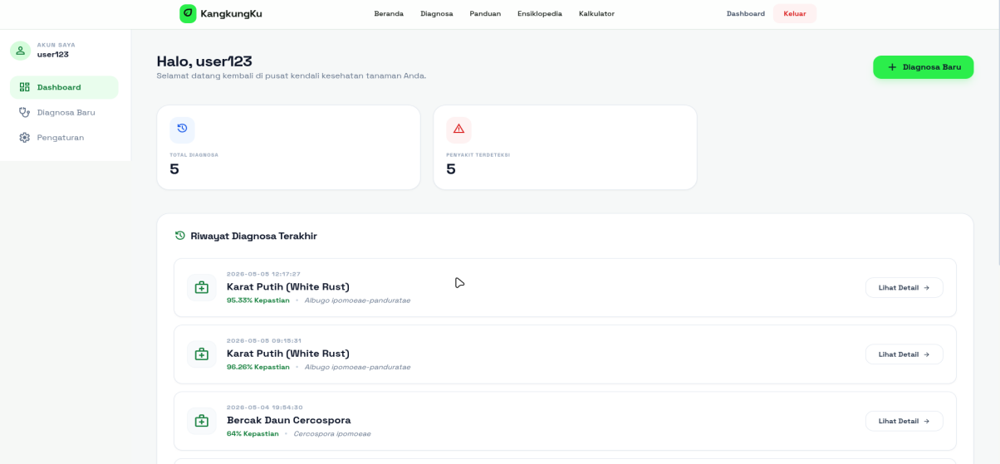 KangkungKu
Beranda
Diagnosa
Panduan
Ensiklopedia
Kalkulator
Dashboard
Keluar
AKUN SAYA
user123
Dashboard
Diagnosa Baru
Pengaturan
Halo, user123
Selamat datang kembali di pusat kendali kesehatan tanaman Anda.
+ Diagnosa Baru
TOTAL DIAGNOSA
5
PENYAKIT TERDETEKSI
5
Riwayat Diagnosa Terakhir
2026-05-05 12:17:27
Karat Putih (White Rust)
95.33% Kepastian • Albugo ipomoeae-panduratae
Lihat Detail →
2026-05-05 09:15:31
Karat Putih (White Rust)
96.26% Kepastian • Albugo ipomoeae-panduratae
Lihat Detail →
2026-05-04 19:54:30
Bercak Daun Cercospora
64% Kepastian • Cercospora ipomoeae
Lihat Detail →